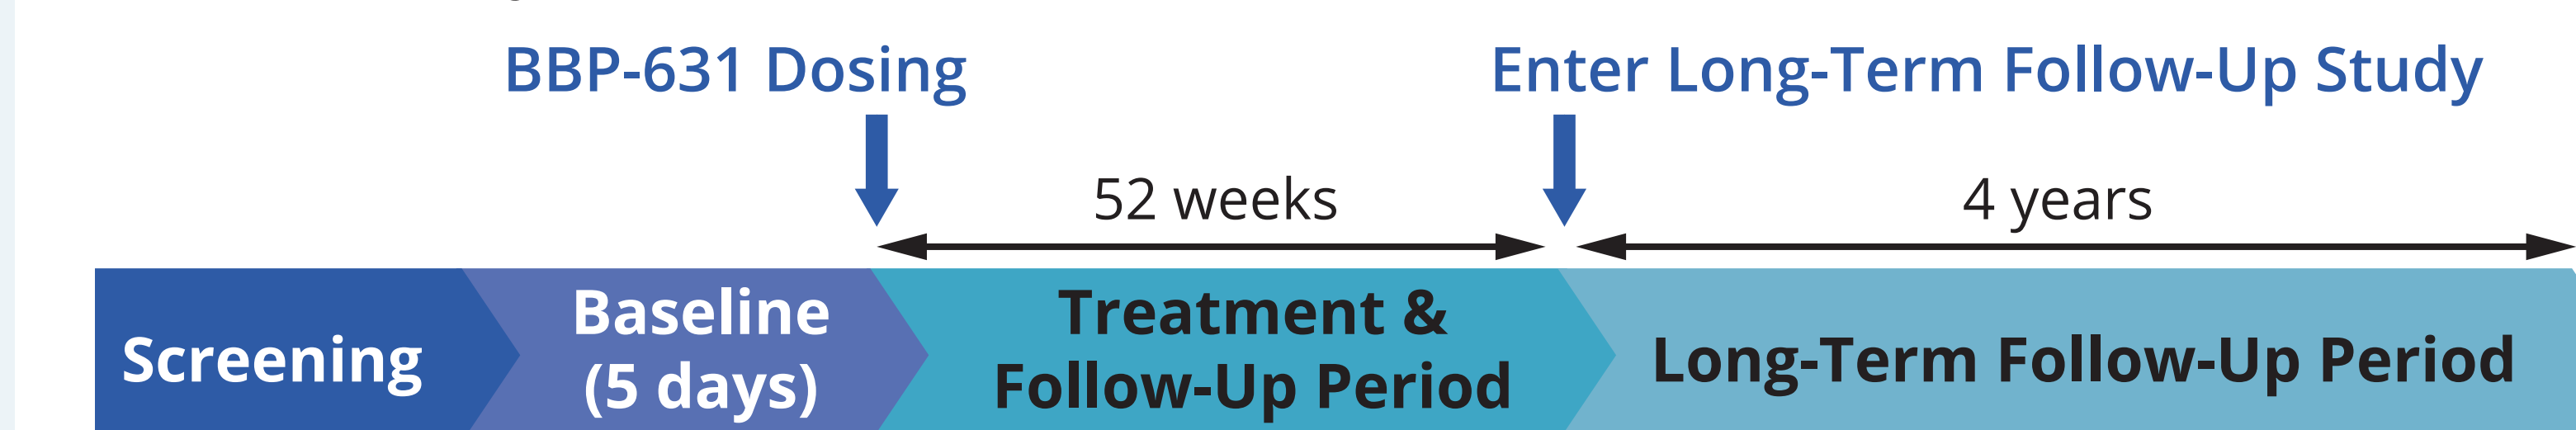 BBP-631 Dosing
Enter Long-Term Follow-Up Study
52 weeks
4 years
Screening
Baseline
(5 days)
Treatment &
Follow-Up Period
Long-Term Follow-Up Period